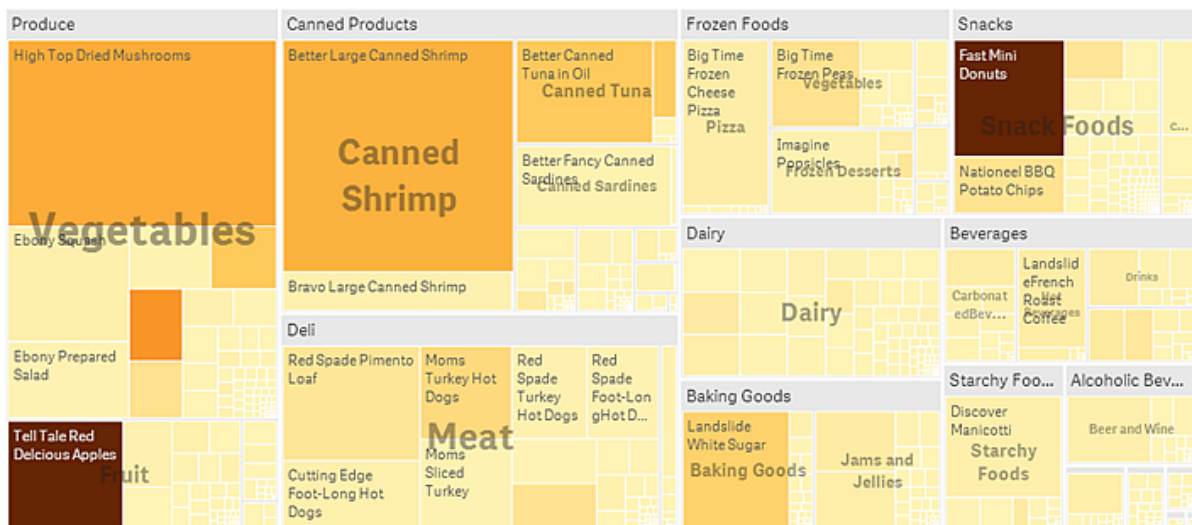 Produce
High Top Dried Mushrooms
Vegetables
Ebony Squash
Ebony Prepared
Salad
Tell Tale Red
Delcious Apples
Fruit
Canned Products
Better Large Canned Shrimp
Canned
Shrimp
Bravo Large Canned Shrimp
Better Canned
Tuna in Oil
Canned Tuna
Better Fancy Canned
Sardines
Canned Sardines
Deli
Red Spade Pimento
Loaf
Cutting Edge
Foot-Long Hot
Dogs
Moms
Turkey Hot
Dogs
Meat
Moms
Sliced
Turkey
Red
Spade
Turkey
Hot Dogs
Red
Spade
Foot-Lon
gHot D...
Frozen Foods
Big Time
Frozen
Cheese
Pizza
Pizza
Big Time
Frozen Peas
Vegetables
Imagine
Popsicles
Frozen Desserts
Dairy
Dairy
Baking Goods
Landslide
White Sugar
Baking Goods
Jams and
Jellies
Snacks
Fast Mini
Donuts
Snack Foods
Nationeel BBQ
Potato Chips
C...
Beverages
Carbonat
edBev...
Landslid
eFrench
Roast
Coffee
Hot
Beverages
Drinks
Starchy Foo...
Discover
Manicotti
Starchy
Foods
Alcoholic Bev...
Beer and Wine